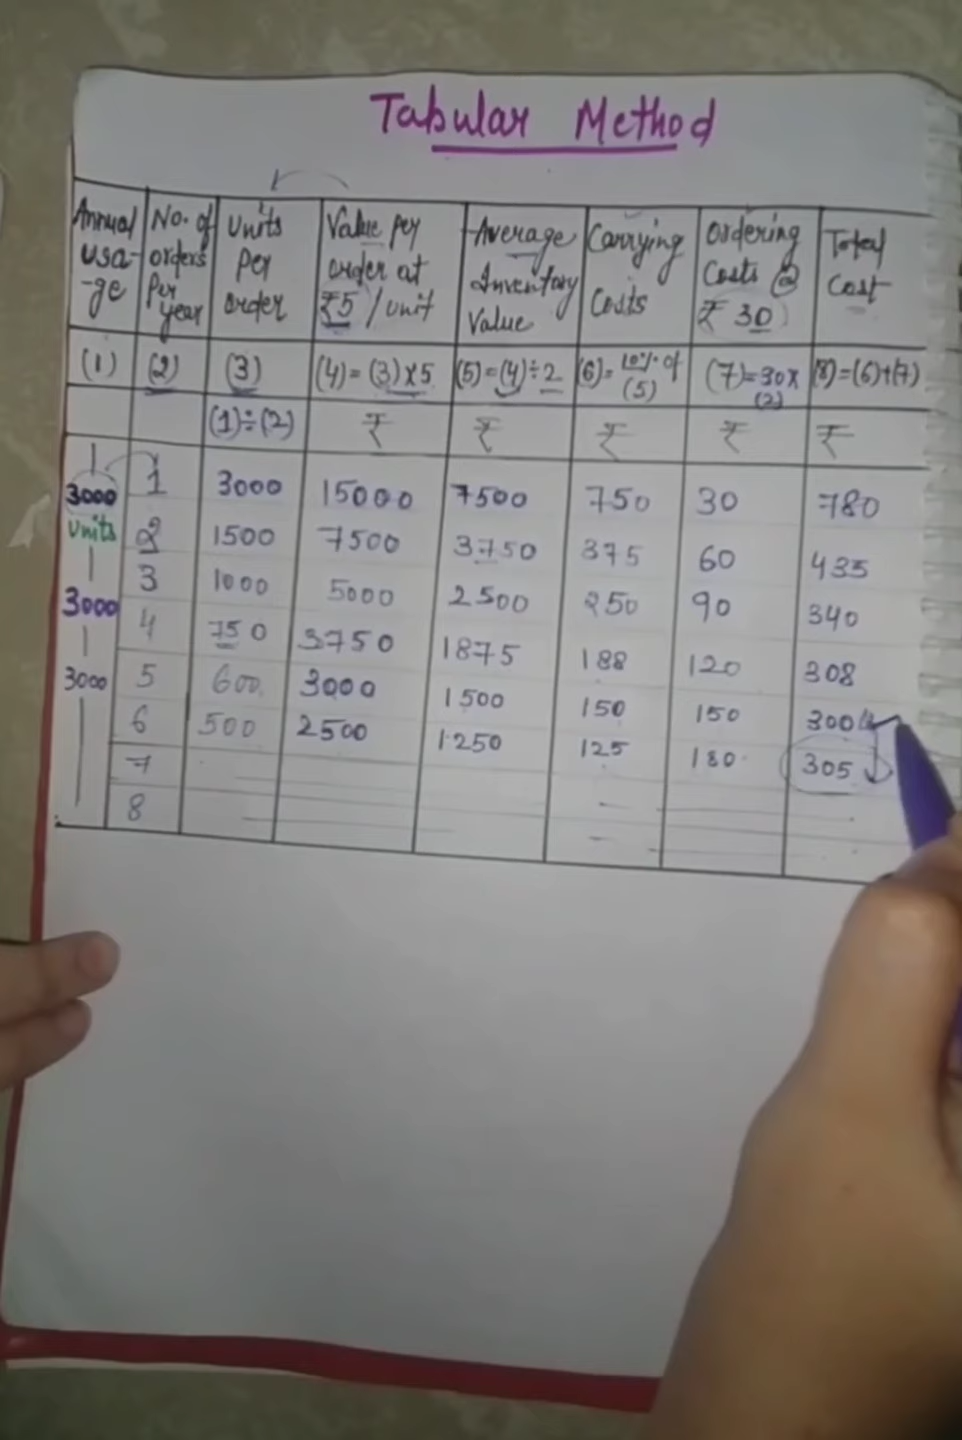 Tabular Method
Annual usa-ge | No. of orders Per year | Units Per order | Value per order at ₹5/unit | Average Inventory Value | Carrying Costs | Ordering Costs @ ₹ 30 | Total Cost
(1) | (2) | (3) | (4) = (3) × 5 | (5) = (4) ÷ 2 | (6) = 10% of (5) | (7) = 30 × (2) | (8) = (6) + (7)
(1) ÷ (2) | ₹ | ₹ | ₹ | ₹ | ₹
3000 | 1 | 3000 | 15000 | 7500 | 750 | 30 | 780
Units | 2 | 1500 | 7500 | 3750 | 375 | 60 | 435
3000 | 3 | 1000 | 5000 | 2500 | 250 | 90 | 340
4 | 750 | 3750 | 1875 | 188 | 120 | 308
3000 | 5 | 600 | 3000 | 1500 | 150 | 150 | 300
6 | 500 | 2500 | 1250 | 125 | 180 | 305
7
8